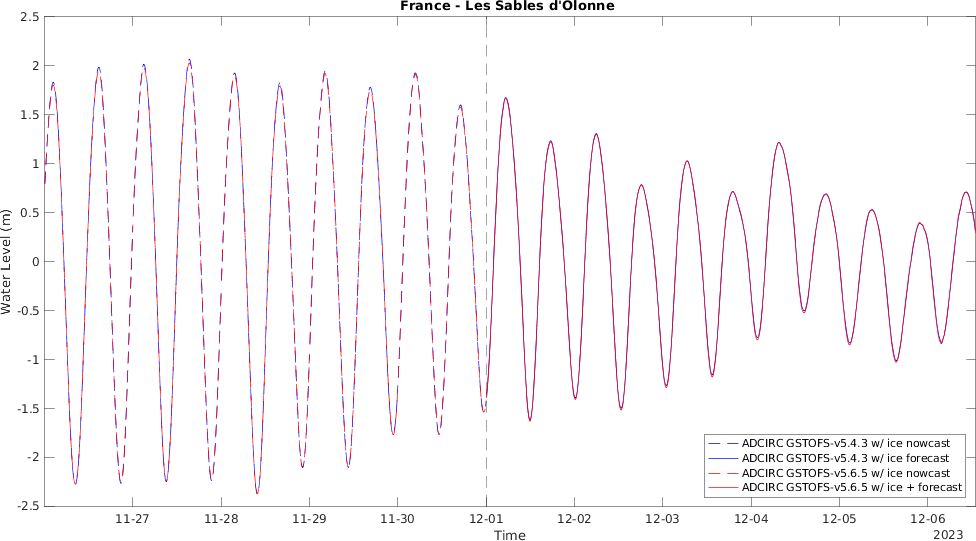 France - Les Sables d'Olonne
2.5
2
1.5
1
0.5
0
-0.5
-1
-1.5
-2
-2.5
Water Level (m)
ADCIRC GSTOFS-v5.4.3 w/ ice nowcast
ADCIRC GSTOFS-v5.4.3 w/ ice forecast
ADCIRC GSTOFS-v5.6.5 w/ ice nowcast
ADCIRC GSTOFS-v5.6.5 w/ ice + forecast
11-27 11-28 11-29 11-30 12-01 12-02 12-03 12-04 12-05 12-06
Time
2023